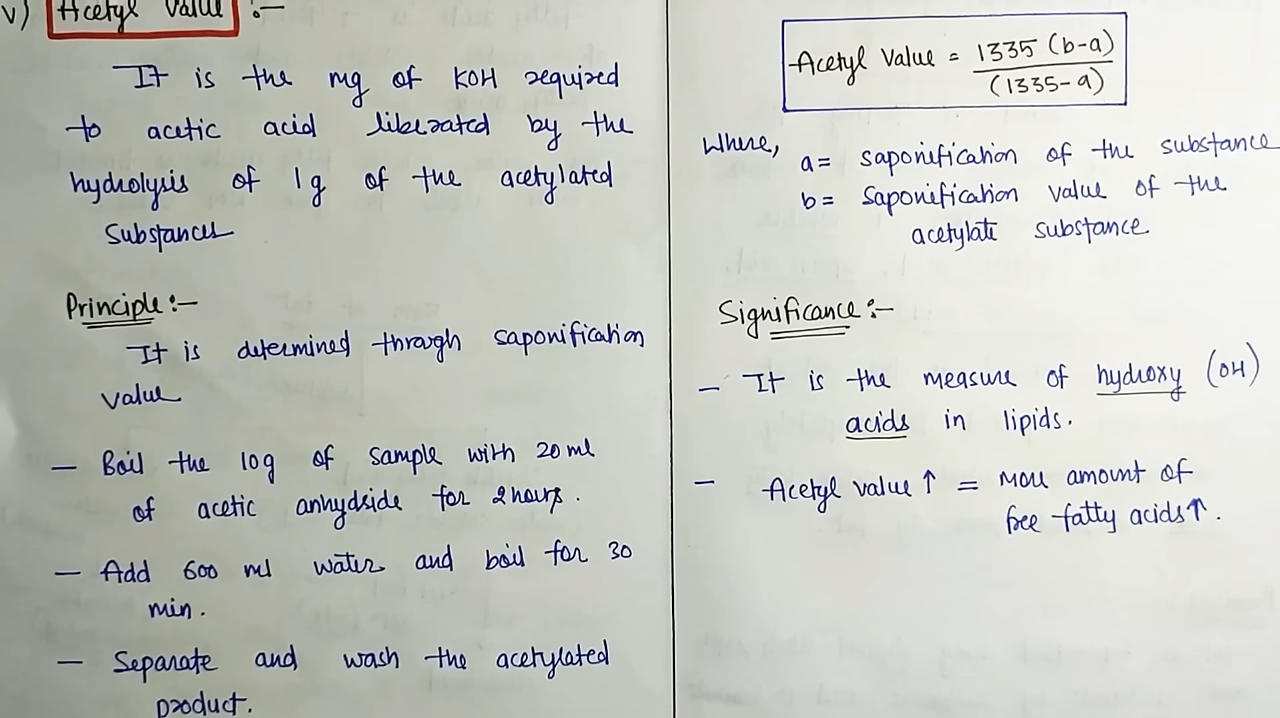 v) Acetyl Value :-
It is the mg of KOH required
to acetic acid liberated by the
hydrolysis of 1g of the acetylated
Substances
Principle :-
It is determined through saponification
value
- Boil the 10g of sample with 20 ml
of acetic anhydride for 2 hours.
- Add 600 ml water and boil for 30
min.
- Separate and wash the acetylated
product.
Acetyl Value = 1335 (b-a)
(1335-a)
Where,
a = saponification of the substance
b = Saponification value of the
acetylate substance
Significance :-
- It is the measure of hydroxy (OH)
acids in lipids.
- Acetyl value ↑ = more amount of
free fatty acids ↑.